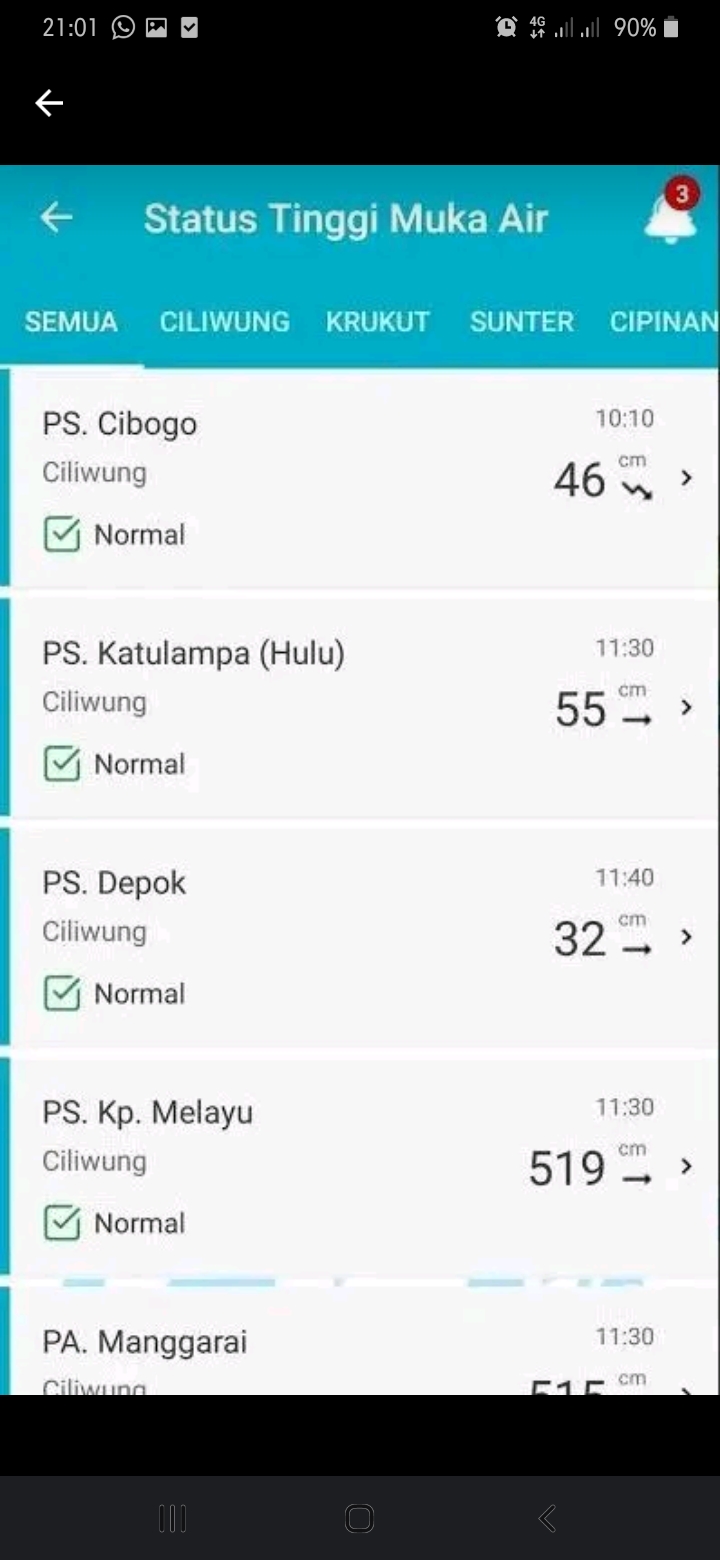 21:01 4G 90%
Status Tinggi Muka Air 3
SEMUA CILIWUNG KRUKUT SUNTER CIPINAN
PS. Cibogo 10:10
Ciliwung 46 cm
Normal
PS. Katulampa (Hulu) 11:30
Ciliwung 55 cm
Normal
PS. Depok 11:40
Ciliwung 32 cm
Normal
PS. Kp. Melayu 11:30
Ciliwung 519 cm
Normal
PA. Manggarai 11:30
Ciliwung 515 cm